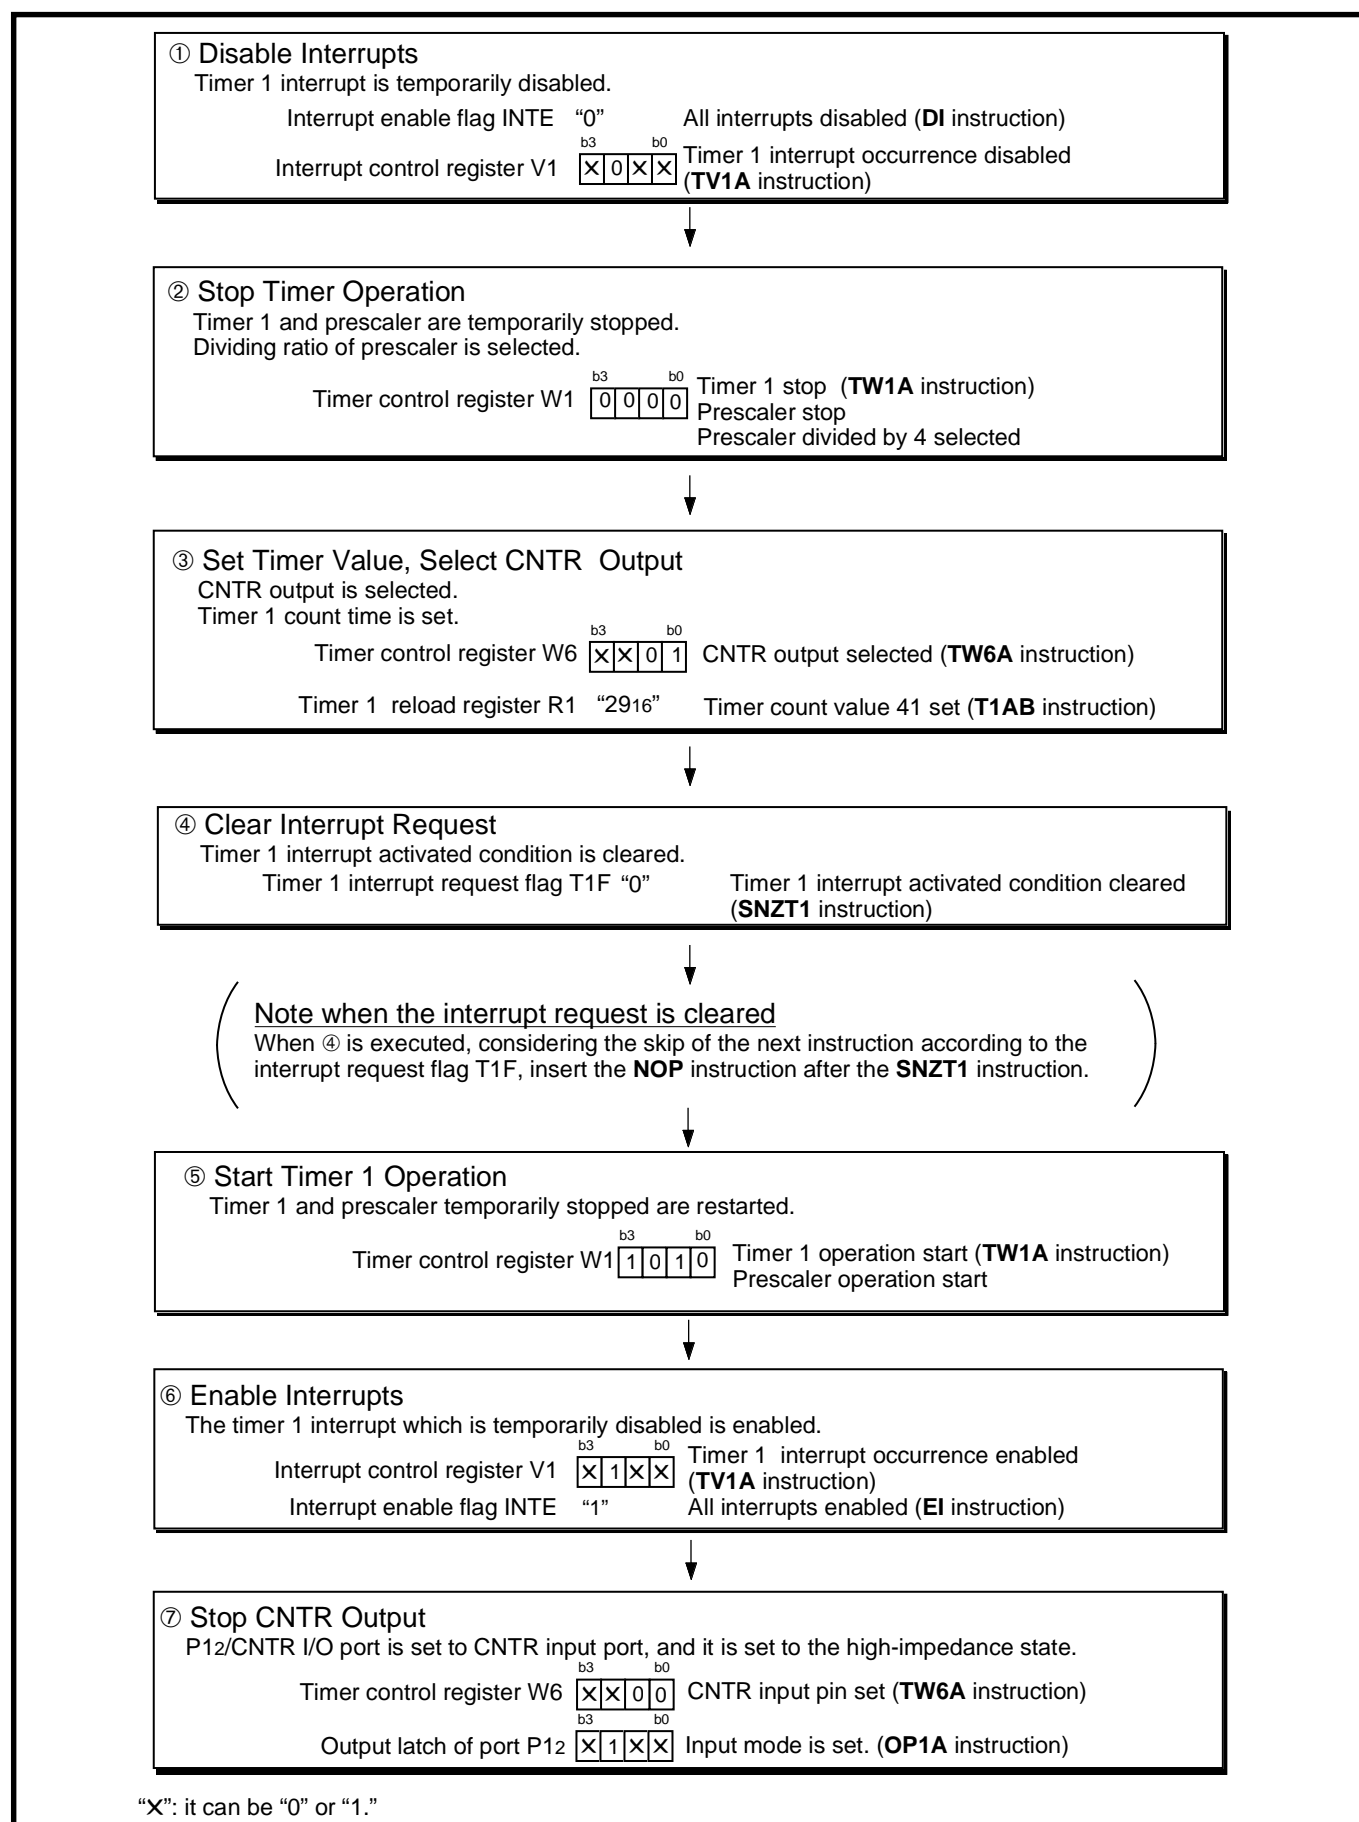 ① Disable Interrupts
Timer 1 interrupt is temporarily disabled.
Interrupt enable flag INTE “0” All interrupts disabled (DI instruction)
b3 b0
Interrupt control register V1 ✕ 0 ✕ ✕ Timer 1 interrupt occurrence disabled
(TV1A instruction)
② Stop Timer Operation
Timer 1 and prescaler are temporarily stopped.
Dividing ratio of prescaler is selected.
b3 b0
Timer control register W1 0 0 0 0 Timer 1 stop (TW1A instruction)
Prescaler stop
Prescaler divided by 4 selected
③ Set Timer Value, Select CNTR Output
CNTR output is selected.
Timer 1 count time is set.
b3 b0
Timer control register W6 ✕ ✕ 0 1 CNTR output selected (TW6A instruction)
Timer 1 reload register R1 “2916” Timer count value 41 set (T1AB instruction)
④ Clear Interrupt Request
Timer 1 interrupt activated condition is cleared.
Timer 1 interrupt request flag T1F “0” Timer 1 interrupt activated condition cleared
(SNZT1 instruction)
Note when the interrupt request is cleared
When ④ is executed, considering the skip of the next instruction according to the
interrupt request flag T1F, insert the NOP instruction after the SNZT1 instruction.
⑤ Start Timer 1 Operation
Timer 1 and prescaler temporarily stopped are restarted.
b3 b0
Timer control register W1 1 0 1 0 Timer 1 operation start (TW1A instruction)
Prescaler operation start
⑥ Enable Interrupts
The timer 1 interrupt which is temporarily disabled is enabled.
b3 b0
Interrupt control register V1 ✕ 1 ✕ ✕ Timer 1 interrupt occurrence enabled
(TV1A instruction)
Interrupt enable flag INTE “1” All interrupts enabled (EI instruction)
⑦ Stop CNTR Output
P12/CNTR I/O port is set to CNTR input port, and it is set to the high-impedance state.
b3 b0
Timer control register W6 ✕ ✕ 0 0 CNTR input pin set (TW6A instruction)
b3 b0
Output latch of port P12 ✕ 1 ✕ ✕ Input mode is set. (OP1A instruction)
“✕”: it can be “0” or “1.”